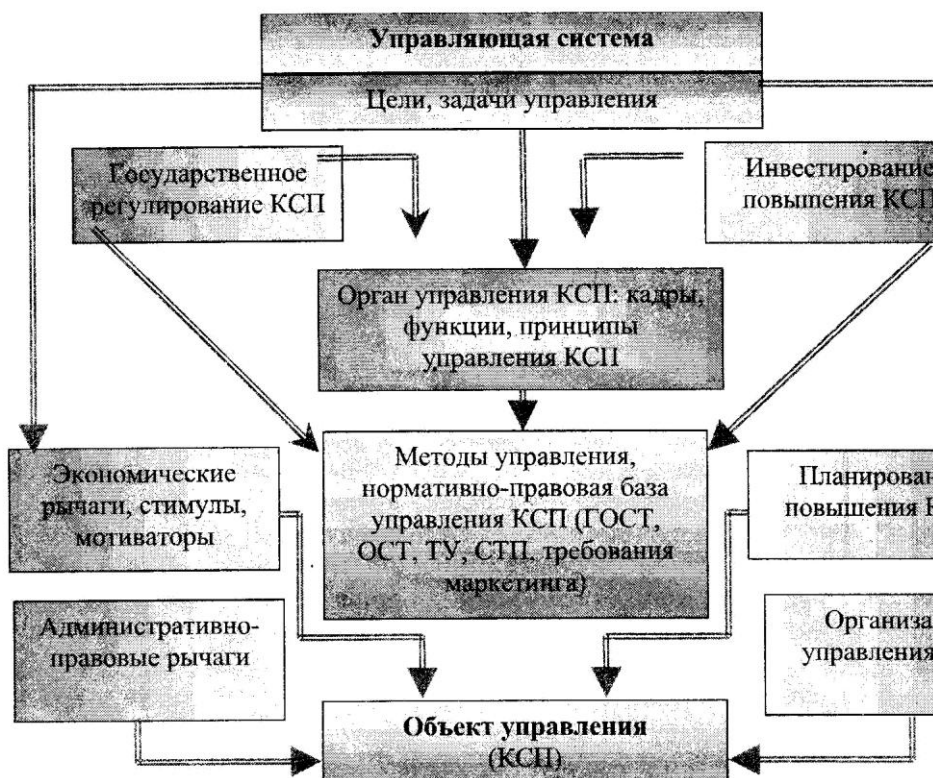 Управляющая система
Цели, задачи управления
Государственное
регулирование КСП
Инвестирование
повышения КСП
Орган управления КСП: кадры,
функции, принципы
управления КСП
Экономические
рычаги, стимулы,
мотиваторы
Методы управления,
нормативно-правовая база
управления КСП (ГОСТ,
ОСТ, ТУ, СТП, требования
маркетинга)
повышения
Административно-
правовые рычаги
управления
Объект управления
(КСП)